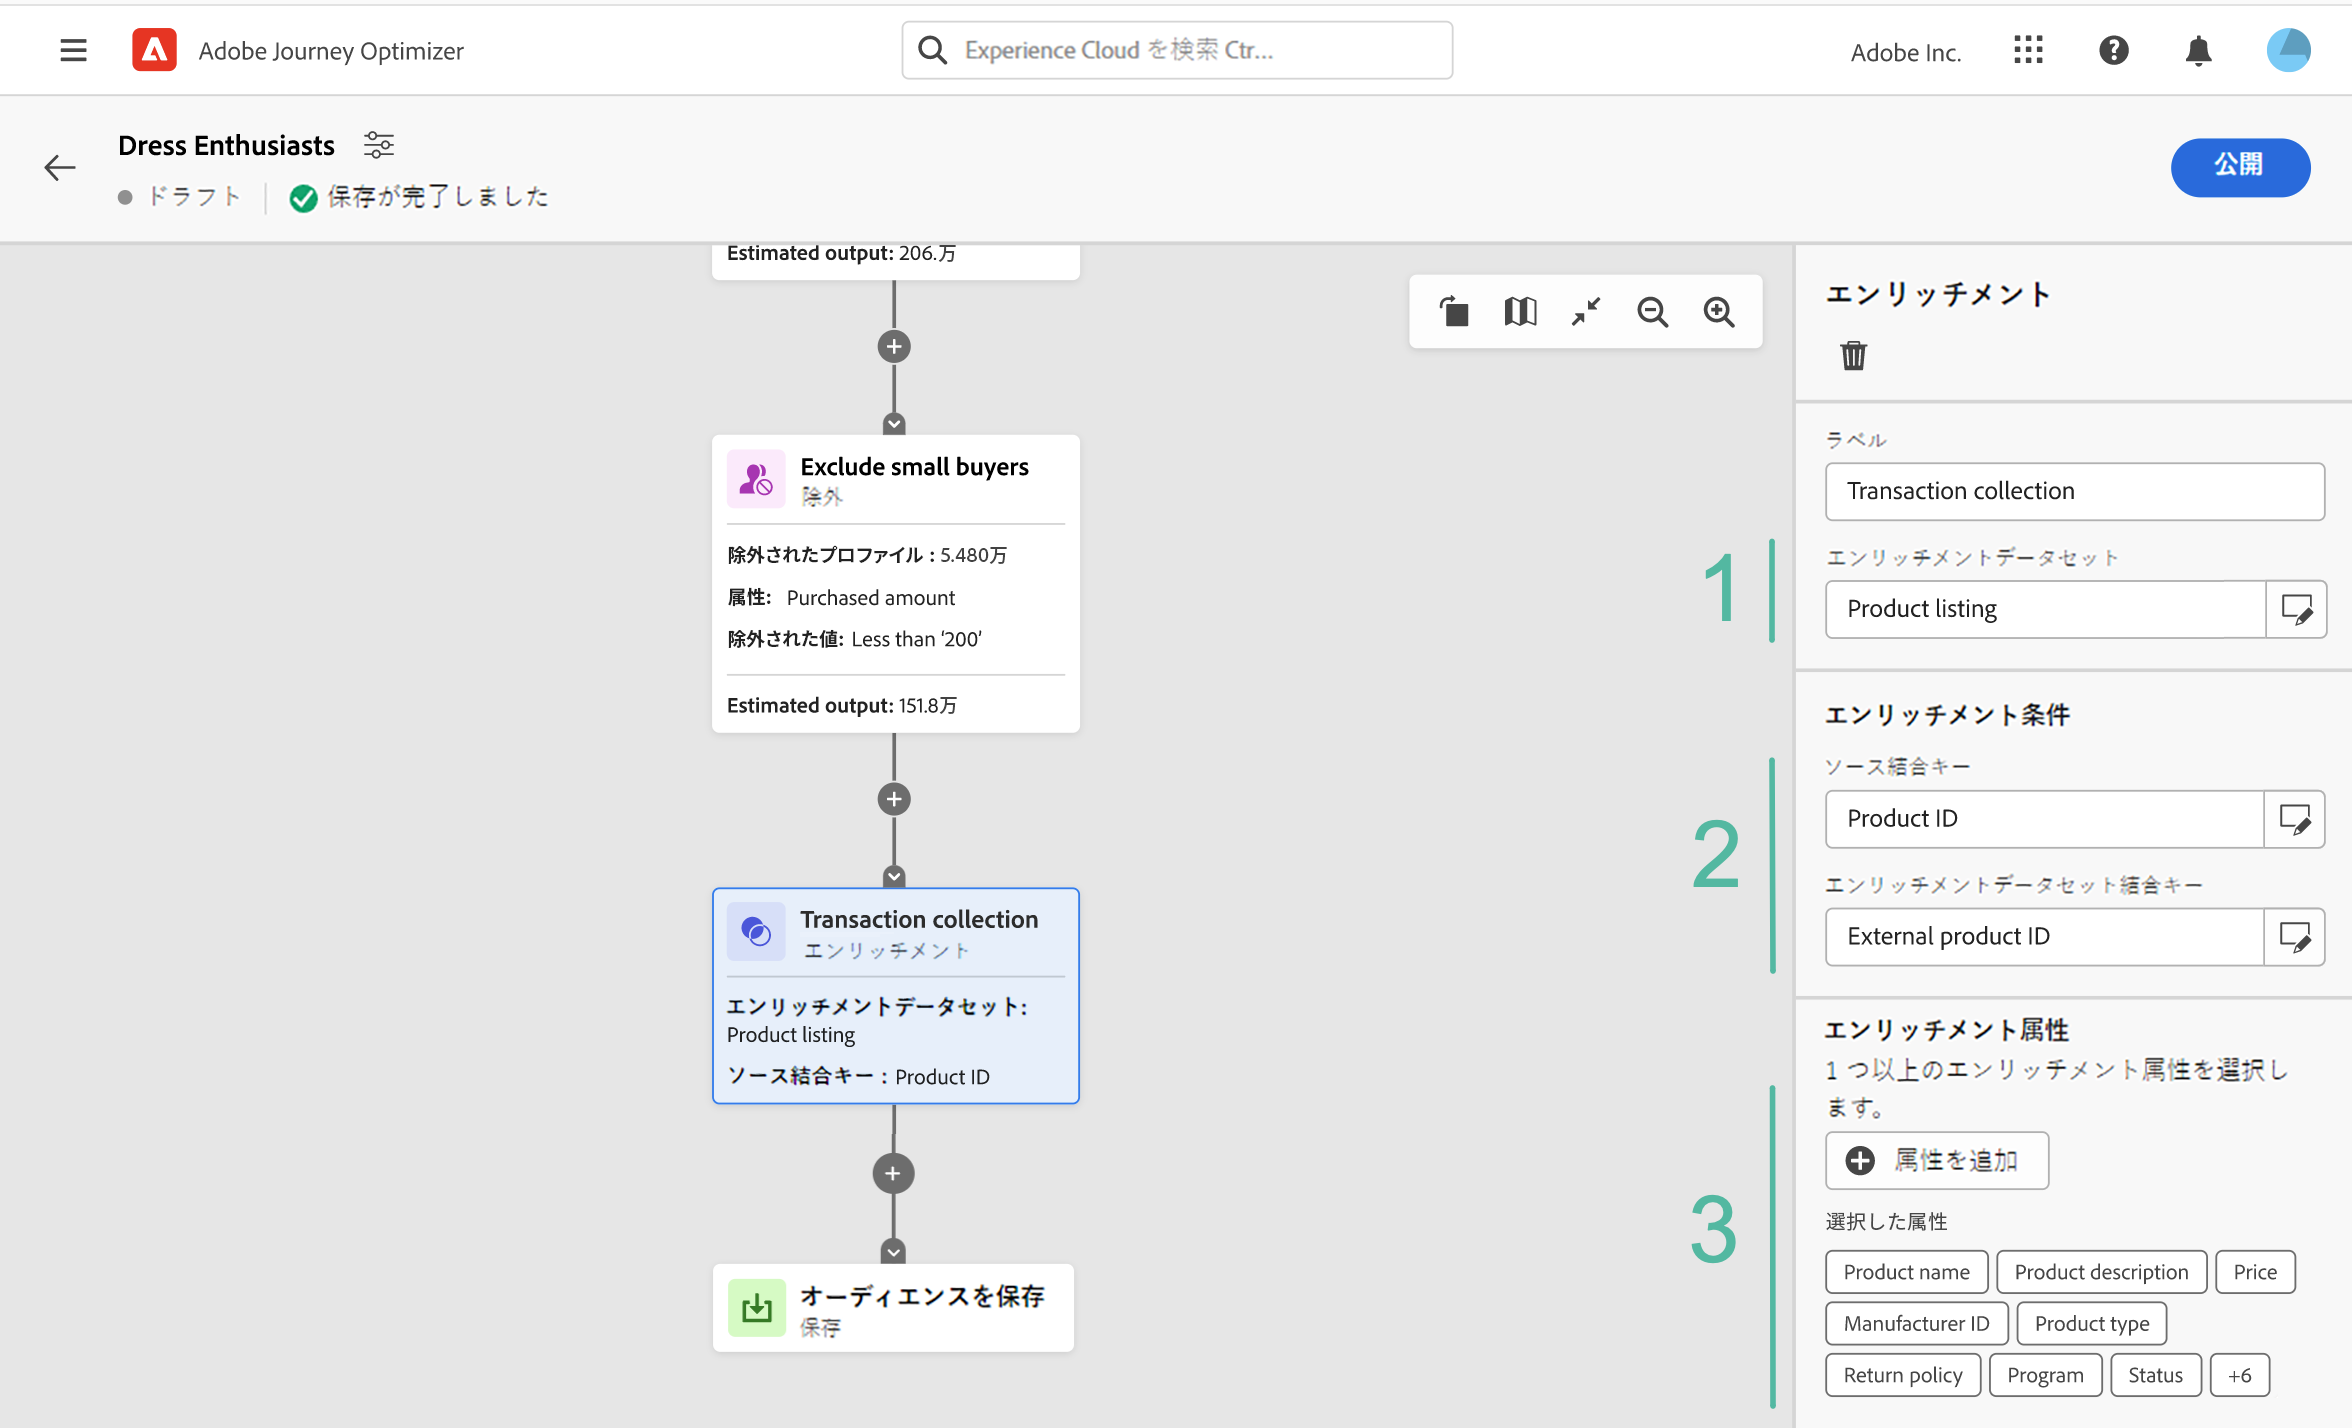 Adobe Journey Optimizer
Experience Cloud を検索 Ctr...
Adobe Inc.
Dress Enthusiasts
ドラフト
保存が完了しました
公開
Estimated output: 206.万
Exclude small buyers
除外
除外されたプロファイル : 5.480万
属性: Purchased amount
除外された値: Less than ‘200’
Estimated output: 151.8万
Transaction collection
エンリッチメント
エンリッチメントデータセット:
Product listing
ソース結合キー : Product ID
オーディエンスを保存
保存
エンリッチメント
ラベル
Transaction collection
1
エンリッチメントデータセット
Product listing
エンリッチメント条件
2
ソース結合キー
Product ID
エンリッチメントデータセット結合キー
External product ID
エンリッチメント属性
1 つ以上のエンリッチメント属性を選択し
ます。
3
属性を追加
選択した属性
Product name Product description Price
Manufacturer ID Product type
Return policy Program Status +6